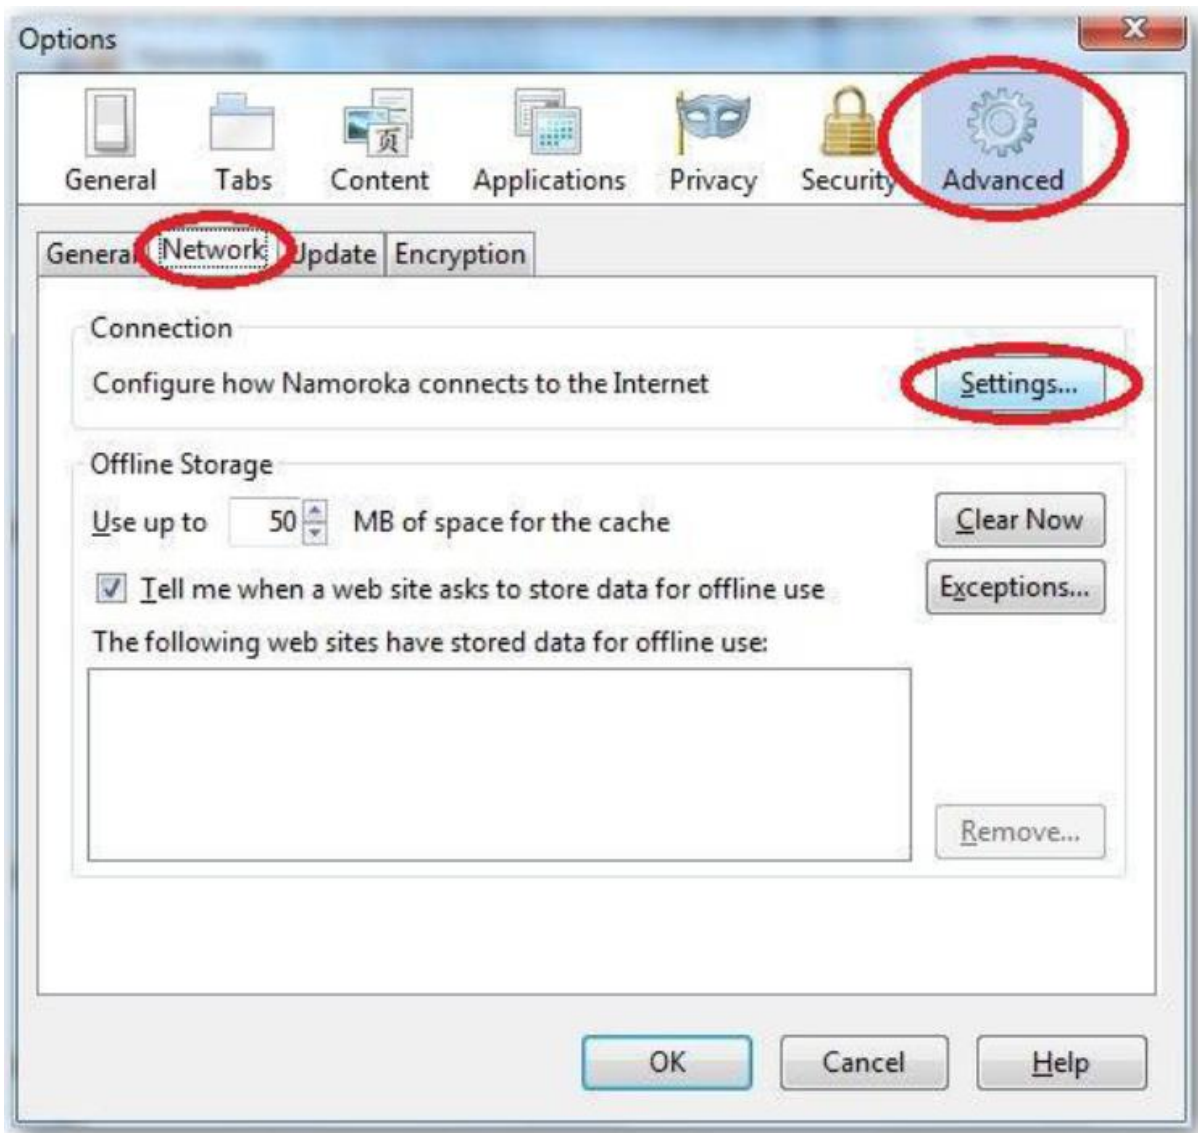 Options
X
页
General Tabs Content Applications Privacy Security Advanced
General Network Update Encryption
Connection
Configure how Namoroka connects to the Internet Settings...
Offline Storage
Use up to 50 MB of space for the cache Clear Now
Tell me when a web site asks to store data for offline use Exceptions...
The following web sites have stored data for offline use:
Remove...
OK Cancel Help